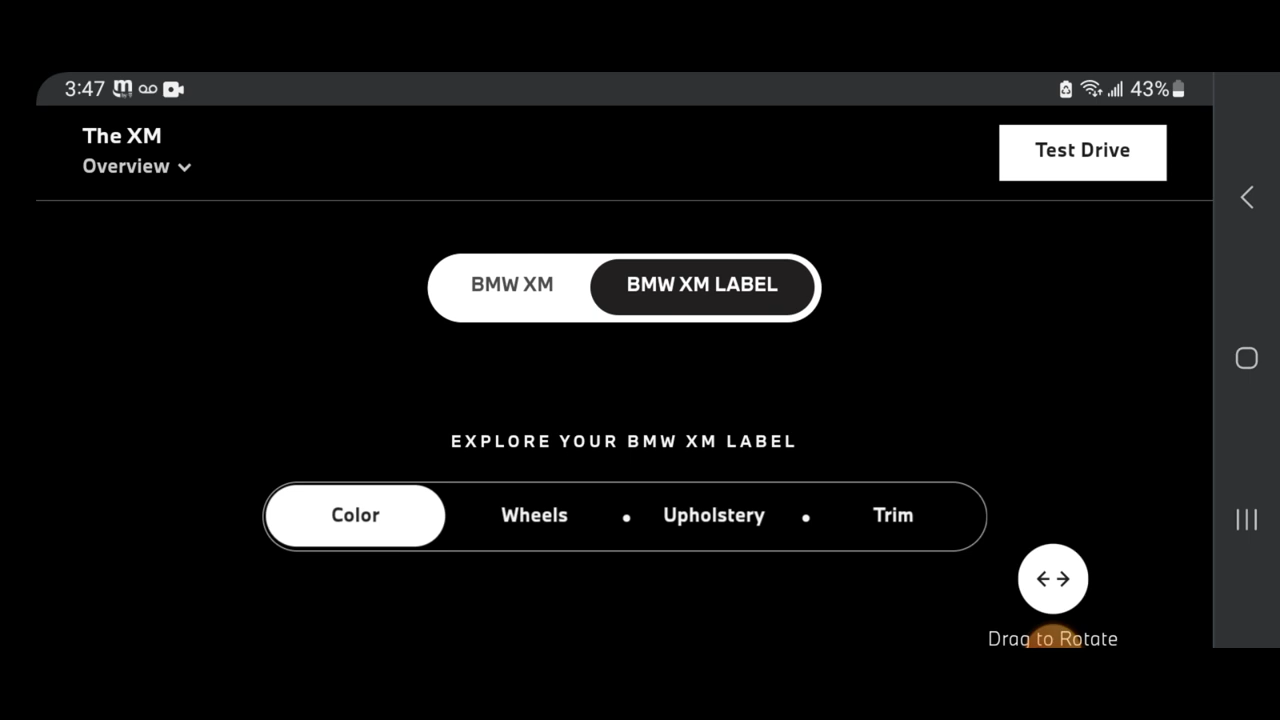 3:47
43%
The XM
Overview
Test Drive
BMW XM
BMW XM LABEL
EXPLORE YOUR BMW XM LABEL
Color
Wheels
Upholstery
Trim
Drag to Rotate